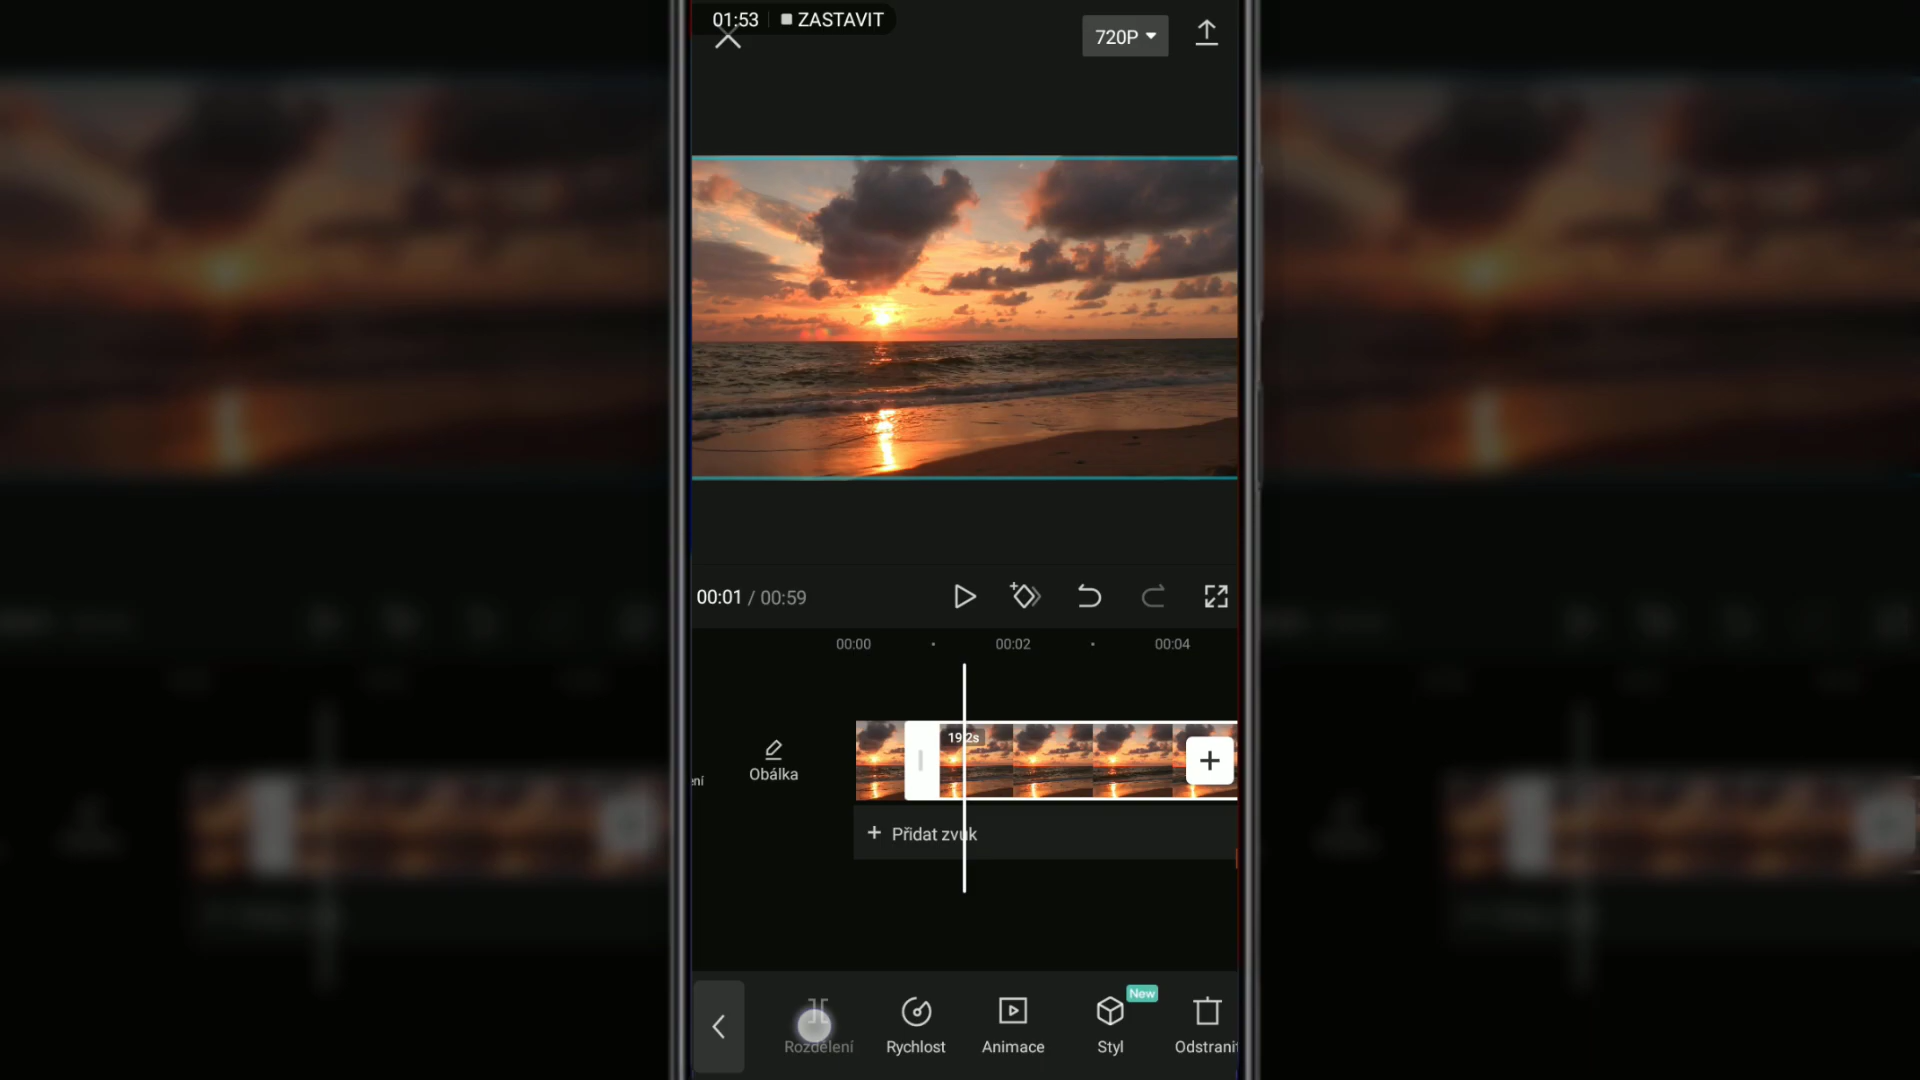 01:53 ZASTAVIT
720P
00:01 / 00:59
00:00 00:02 00:04
19.2s
ní
Obálka
+ Přidat zvuk
New
Rozdělení Rychlost Animace Styl Odstranit